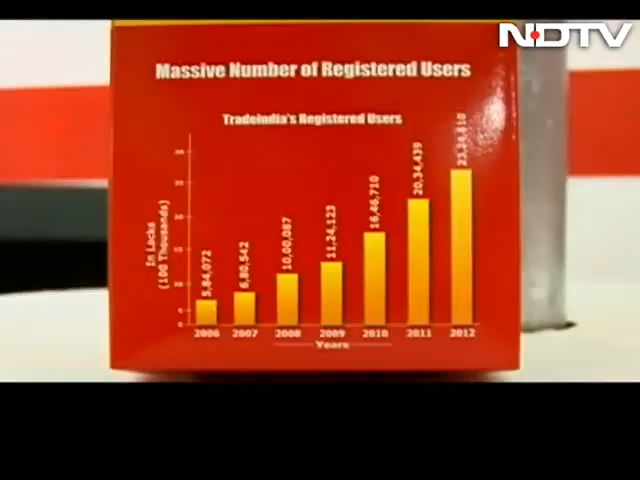 NDTV
Massive Number of Registered Users
TradeIndia's Registered Users
In Lacks
(100 Thousands)
5,84,072
6,80,542
10,00,087
11,24,123
16,46,710
20,34,439
2006 2007 2008 2009 2010 2011 2012
Years